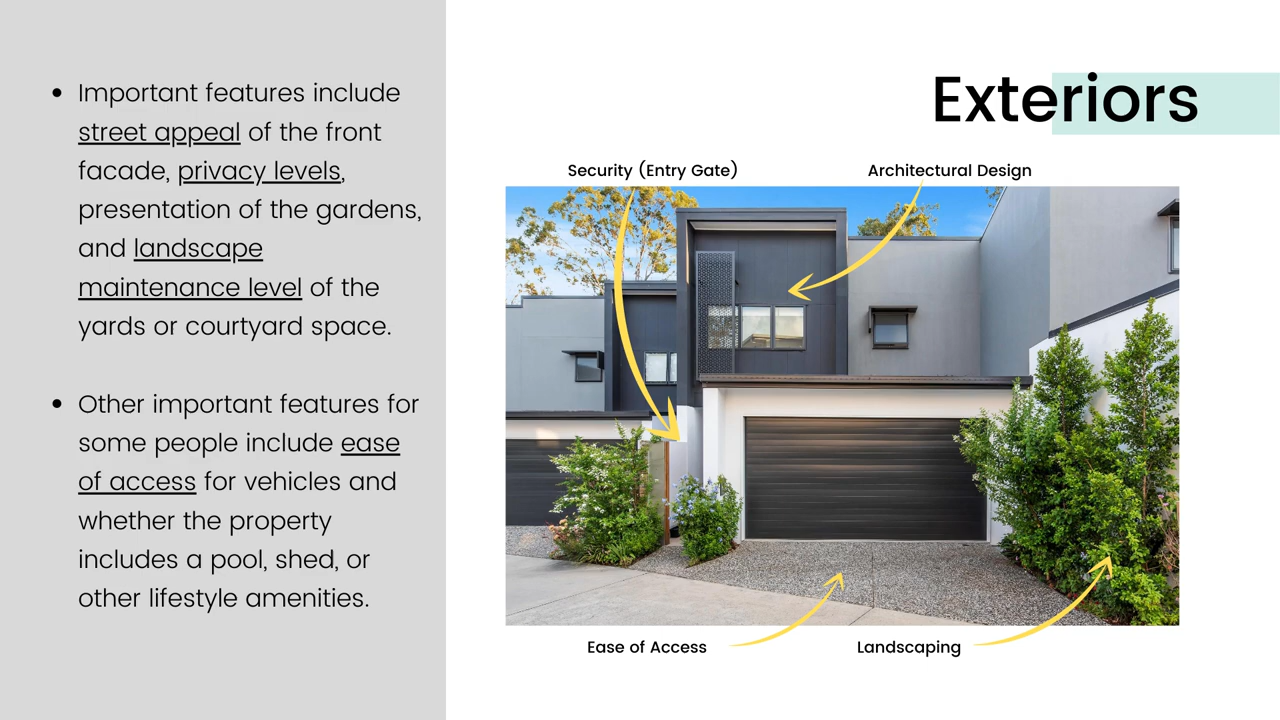 Exteriors
• Important features include
street appeal of the front
facade, privacy levels,
presentation of the gardens,
and landscape
maintenance level of the
yards or courtyard space.
• Other important features for
some people include ease
of access for vehicles and
whether the property
includes a pool, shed, or
other lifestyle amenities.
Security (Entry Gate)
Architectural Design
Ease of Access
Landscaping